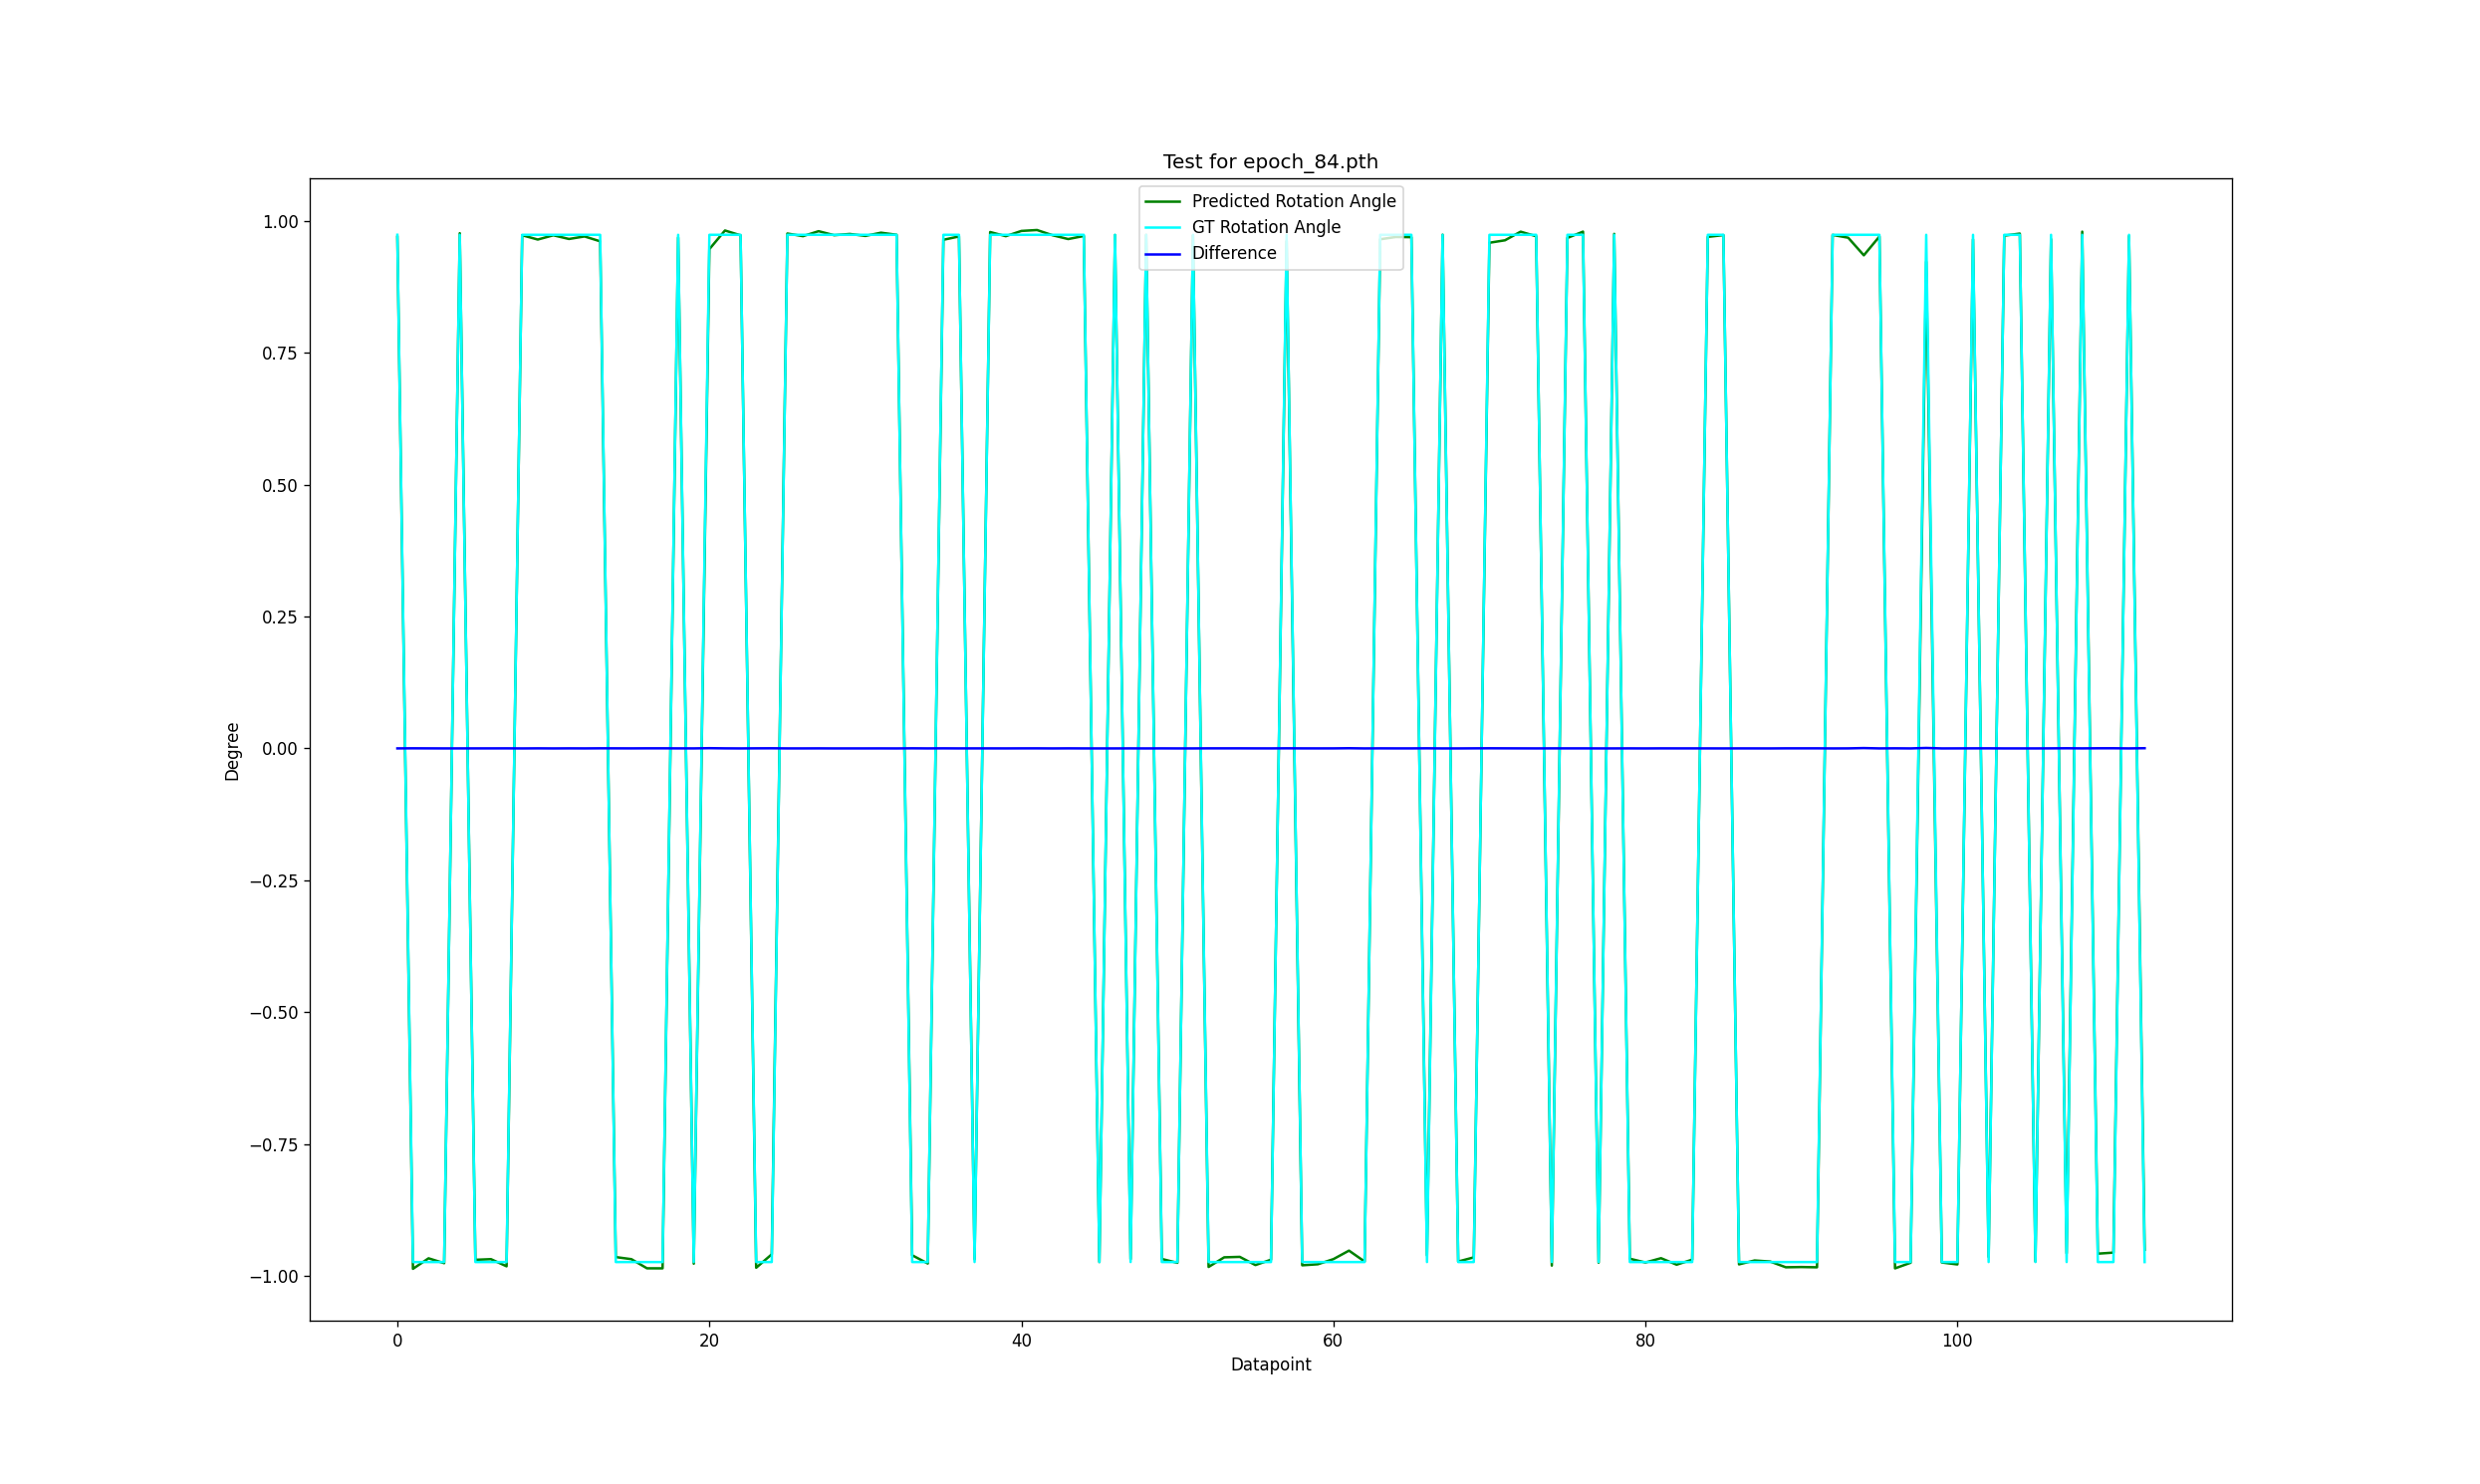 Test for epoch_84.pth
Predicted Rotation Angle
GT Rotation Angle
Difference
1.00
0.75
0.50
0.25
0.00
−0.25
−0.50
−0.75
−1.00
Degree
0 20 40 60 80 100
Datapoint